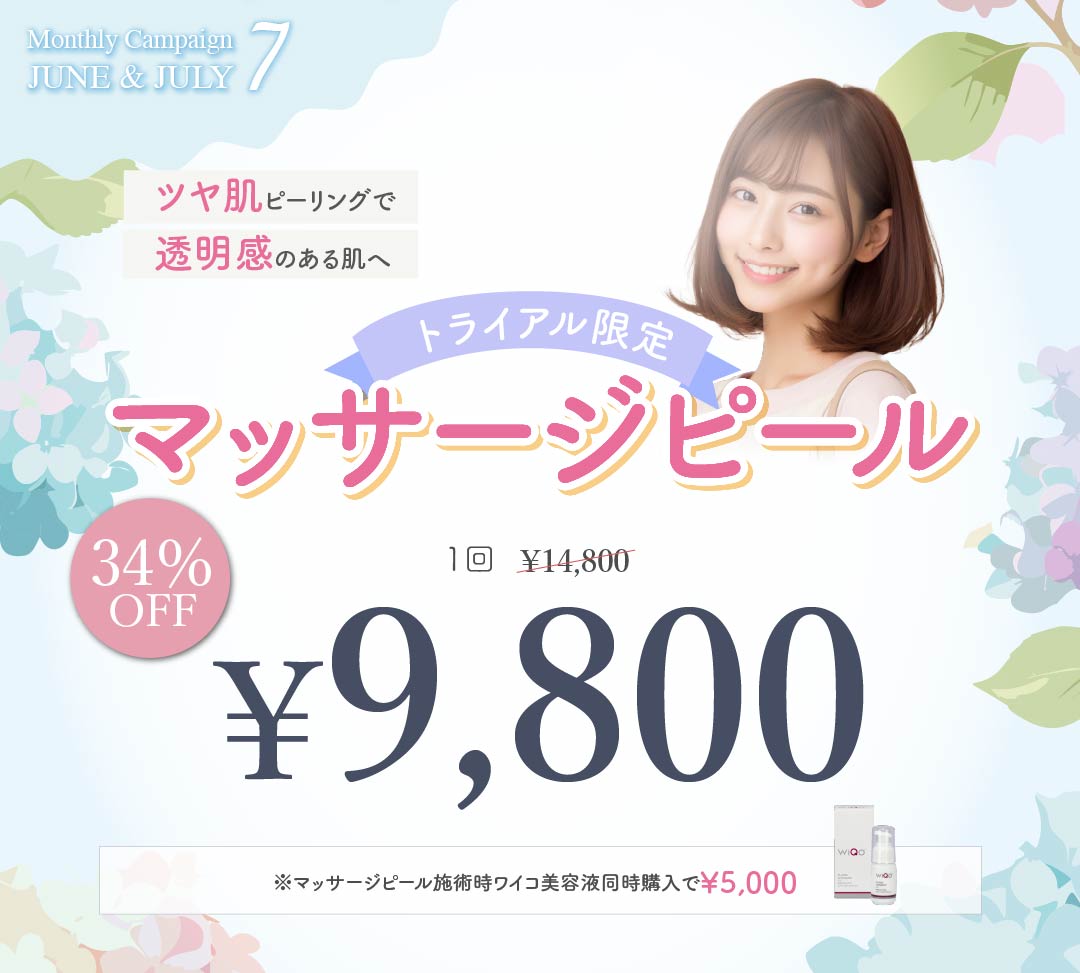 Monthly Campaign
JUNE & JULY 7
ツヤ肌ピーリングで
透明感のある肌へ
トライアル限定
マッサージピール
34%
OFF
1回 ¥14,800
¥9,800
WiQo
WiQo
※マッサージピール施術時ワイコ美容液同時購入で¥5,000